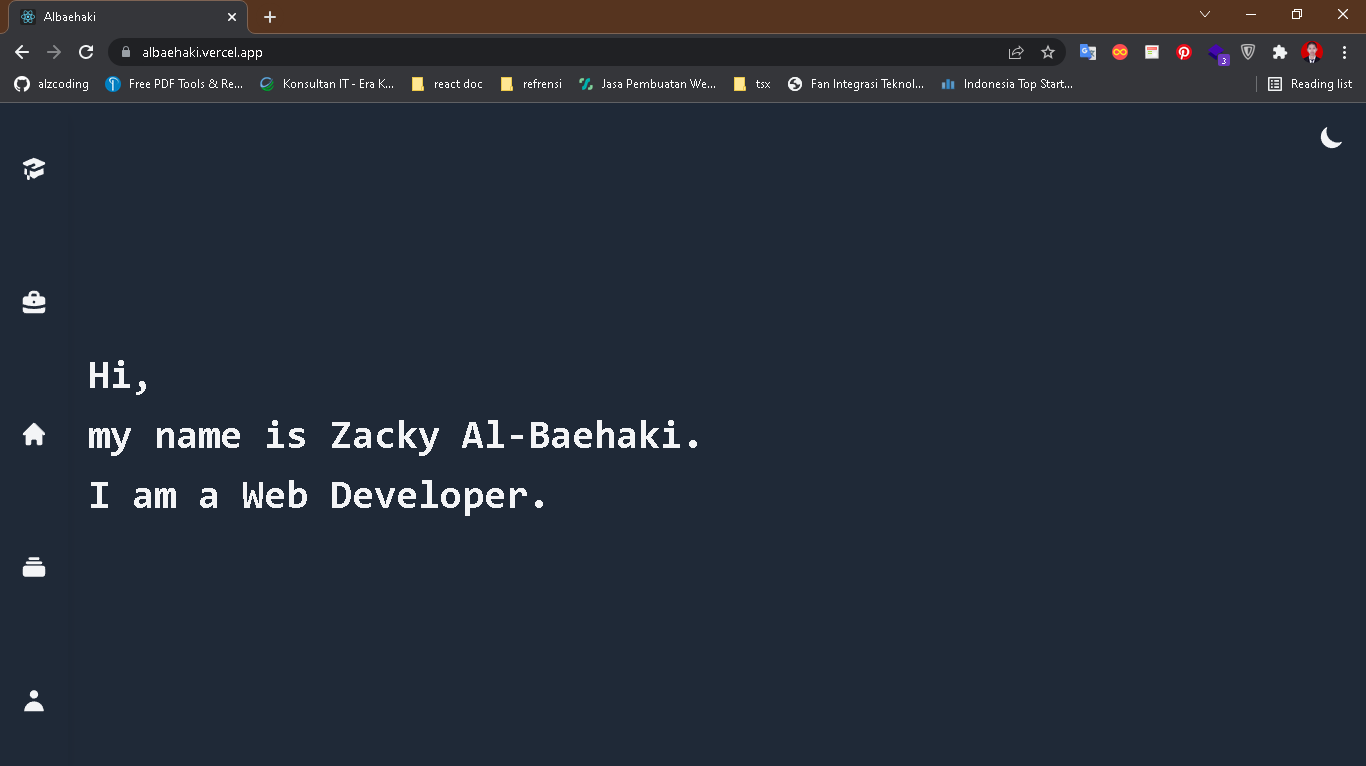 Albaehaki
albaehaki.vercel.app
3
alzcoding
Free PDF Tools & Re...
Konsultan IT - Era K...
react doc
refrensi
Jasa Pembuatan We...
tsx
Fan Integrasi Teknol...
Indonesia Top Start...
Reading list
Hi,
my name is Zacky Al-Baehaki.
I am a Web Developer.